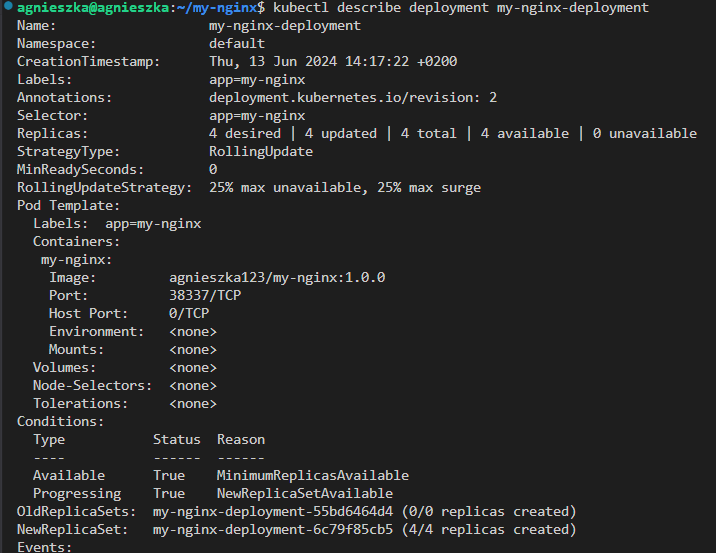 agnieszka@agnieszka:~/my-nginx$ kubectl describe deployment my-nginx-deployment
Name:                   my-nginx-deployment
Namespace:              default
CreationTimestamp:      Thu, 13 Jun 2024 14:17:22 +0200
Labels:                 app=my-nginx
Annotations:            deployment.kubernetes.io/revision: 2
Selector:               app=my-nginx
Replicas:               4 desired | 4 updated | 4 total | 4 available | 0 unavailable
StrategyType:           RollingUpdate
MinReadySeconds:        0
RollingUpdateStrategy:  25% max unavailable, 25% max surge
Pod Template:
  Labels:  app=my-nginx
  Containers:
   my-nginx:
    Image:         agnieszka123/my-nginx:1.0.0
    Port:          38337/TCP
    Host Port:     0/TCP
    Environment:   <none>
    Mounts:        <none>
  Volumes:         <none>
  Node-Selectors:  <none>
  Tolerations:     <none>
Conditions:
  Type           Status  Reason
  ----           ------  ------
  Available      True    MinimumReplicasAvailable
  Progressing    True    NewReplicaSetAvailable
OldReplicaSets:  my-nginx-deployment-55bd6464d4 (0/0 replicas created)
NewReplicaSet:   my-nginx-deployment-6c79f85cb5 (4/4 replicas created)
Events: